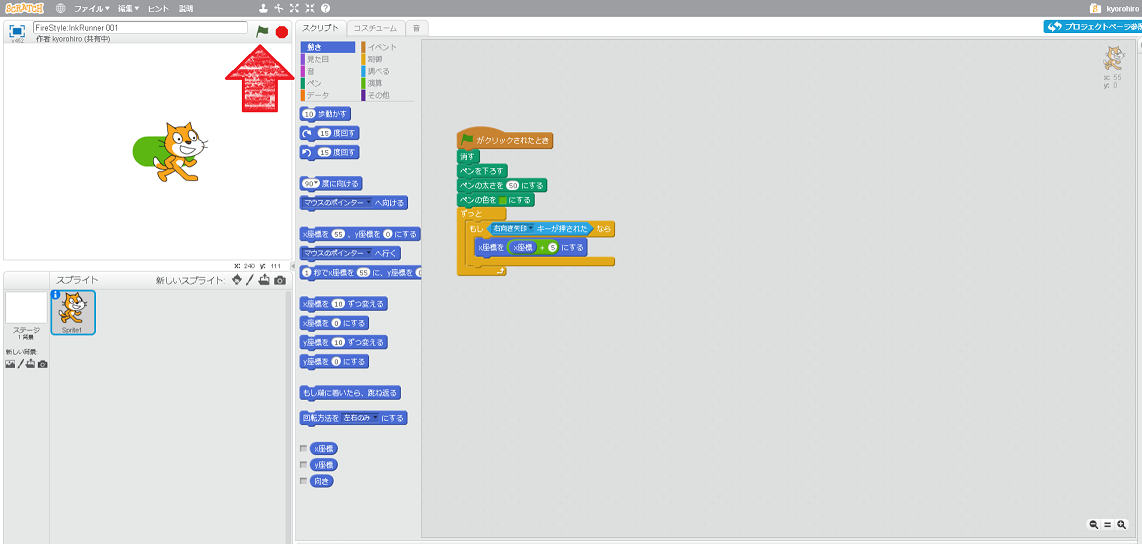 SCRATCH ファイル▼ 編集▼ ヒント 説明 kyorohiro
FireStyle:InkRunner 001
作者 kyorohiro (共有中)
スクリプト コスチューム 音
プロジェクトページ参照
動き イベント
見た目 制御
音 調べる
ペン 演算
データ その他
x: 55
y: 0
10 歩動かす
15 度回す
15 度回す
90▼ 度に向ける
マウスのポインター へ向ける
x座標を 55 、y座標を 0 にする
マウスのポインター へ行く
1 秒でx座標を 55 に、y座標を
x座標を 10 ずつ変える
x座標を 0 にする
y座標を 10 ずつ変える
y座標を 0 にする
もし端に着いたら、跳ね返る
回転方法を 左右のみ にする
x座標
y座標
向き
がクリックされたとき
消す
ペンを下ろす
ペンの太さを 50 にする
ペンの色を にする
ずっと
もし 右向き矢印 キーが押された なら
x座標を x座標 + 5 にする
x: 240 y: 111
スプライト 新しいスプライト:
ステージ
1 背景
新しい背景:
Sprite1